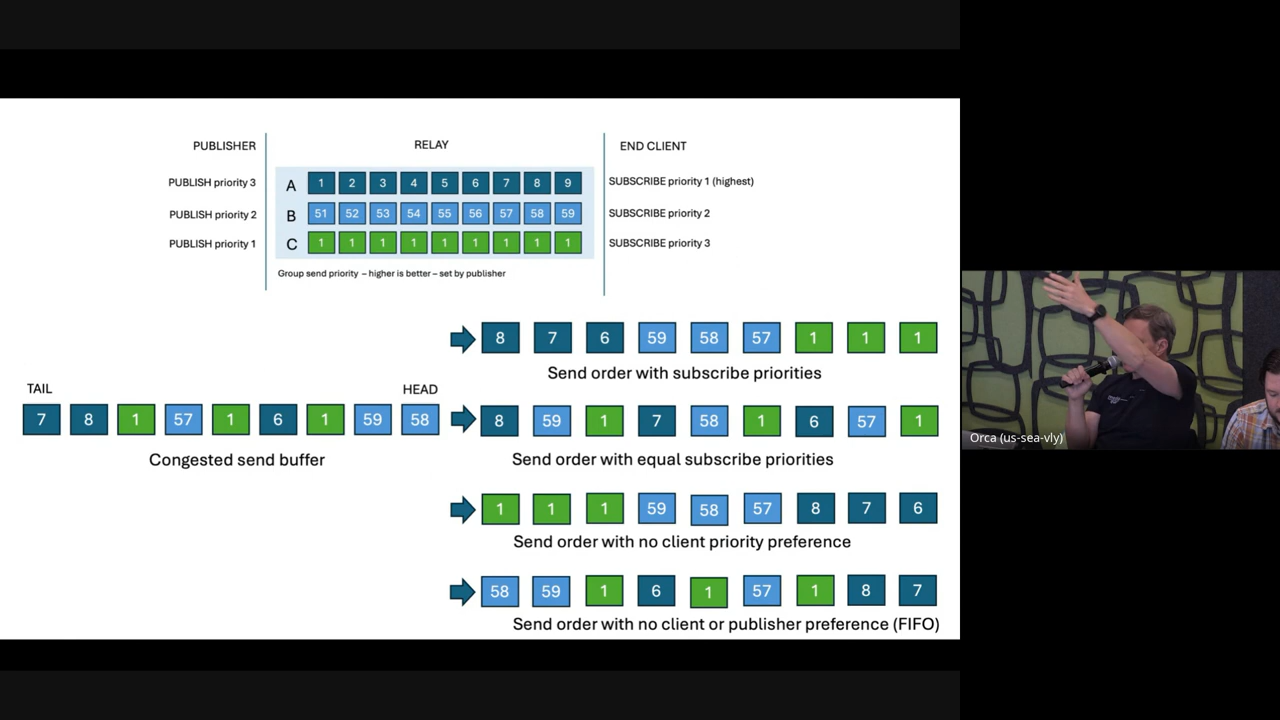 PUBLISHER RELAY END CLIENT
PUBLISH priority 3 A 1 2 3 4 5 6 7 8 9 SUBSCRIBE priority 1 (highest)
PUBLISH priority 2 B 51 52 53 54 55 56 57 58 59 SUBSCRIBE priority 2
PUBLISH priority 1 C 1 1 1 1 1 1 1 1 1 SUBSCRIBE priority 3
Group send priority – higher is better – set by publisher
8 7 6 59 58 57 1 1 1
Send order with subscribe priorities
TAIL HEAD
7 8 1 57 1 6 1 59 58
Congested send buffer
8 59 1 7 58 1 6 57 1
Send order with equal subscribe priorities
1 1 1 59 58 57 8 7 6
Send order with no client priority preference
58 59 1 6 1 57 1 8 7
Send order with no client or publisher preference (FIFO)
Orca (us-sea-vly)